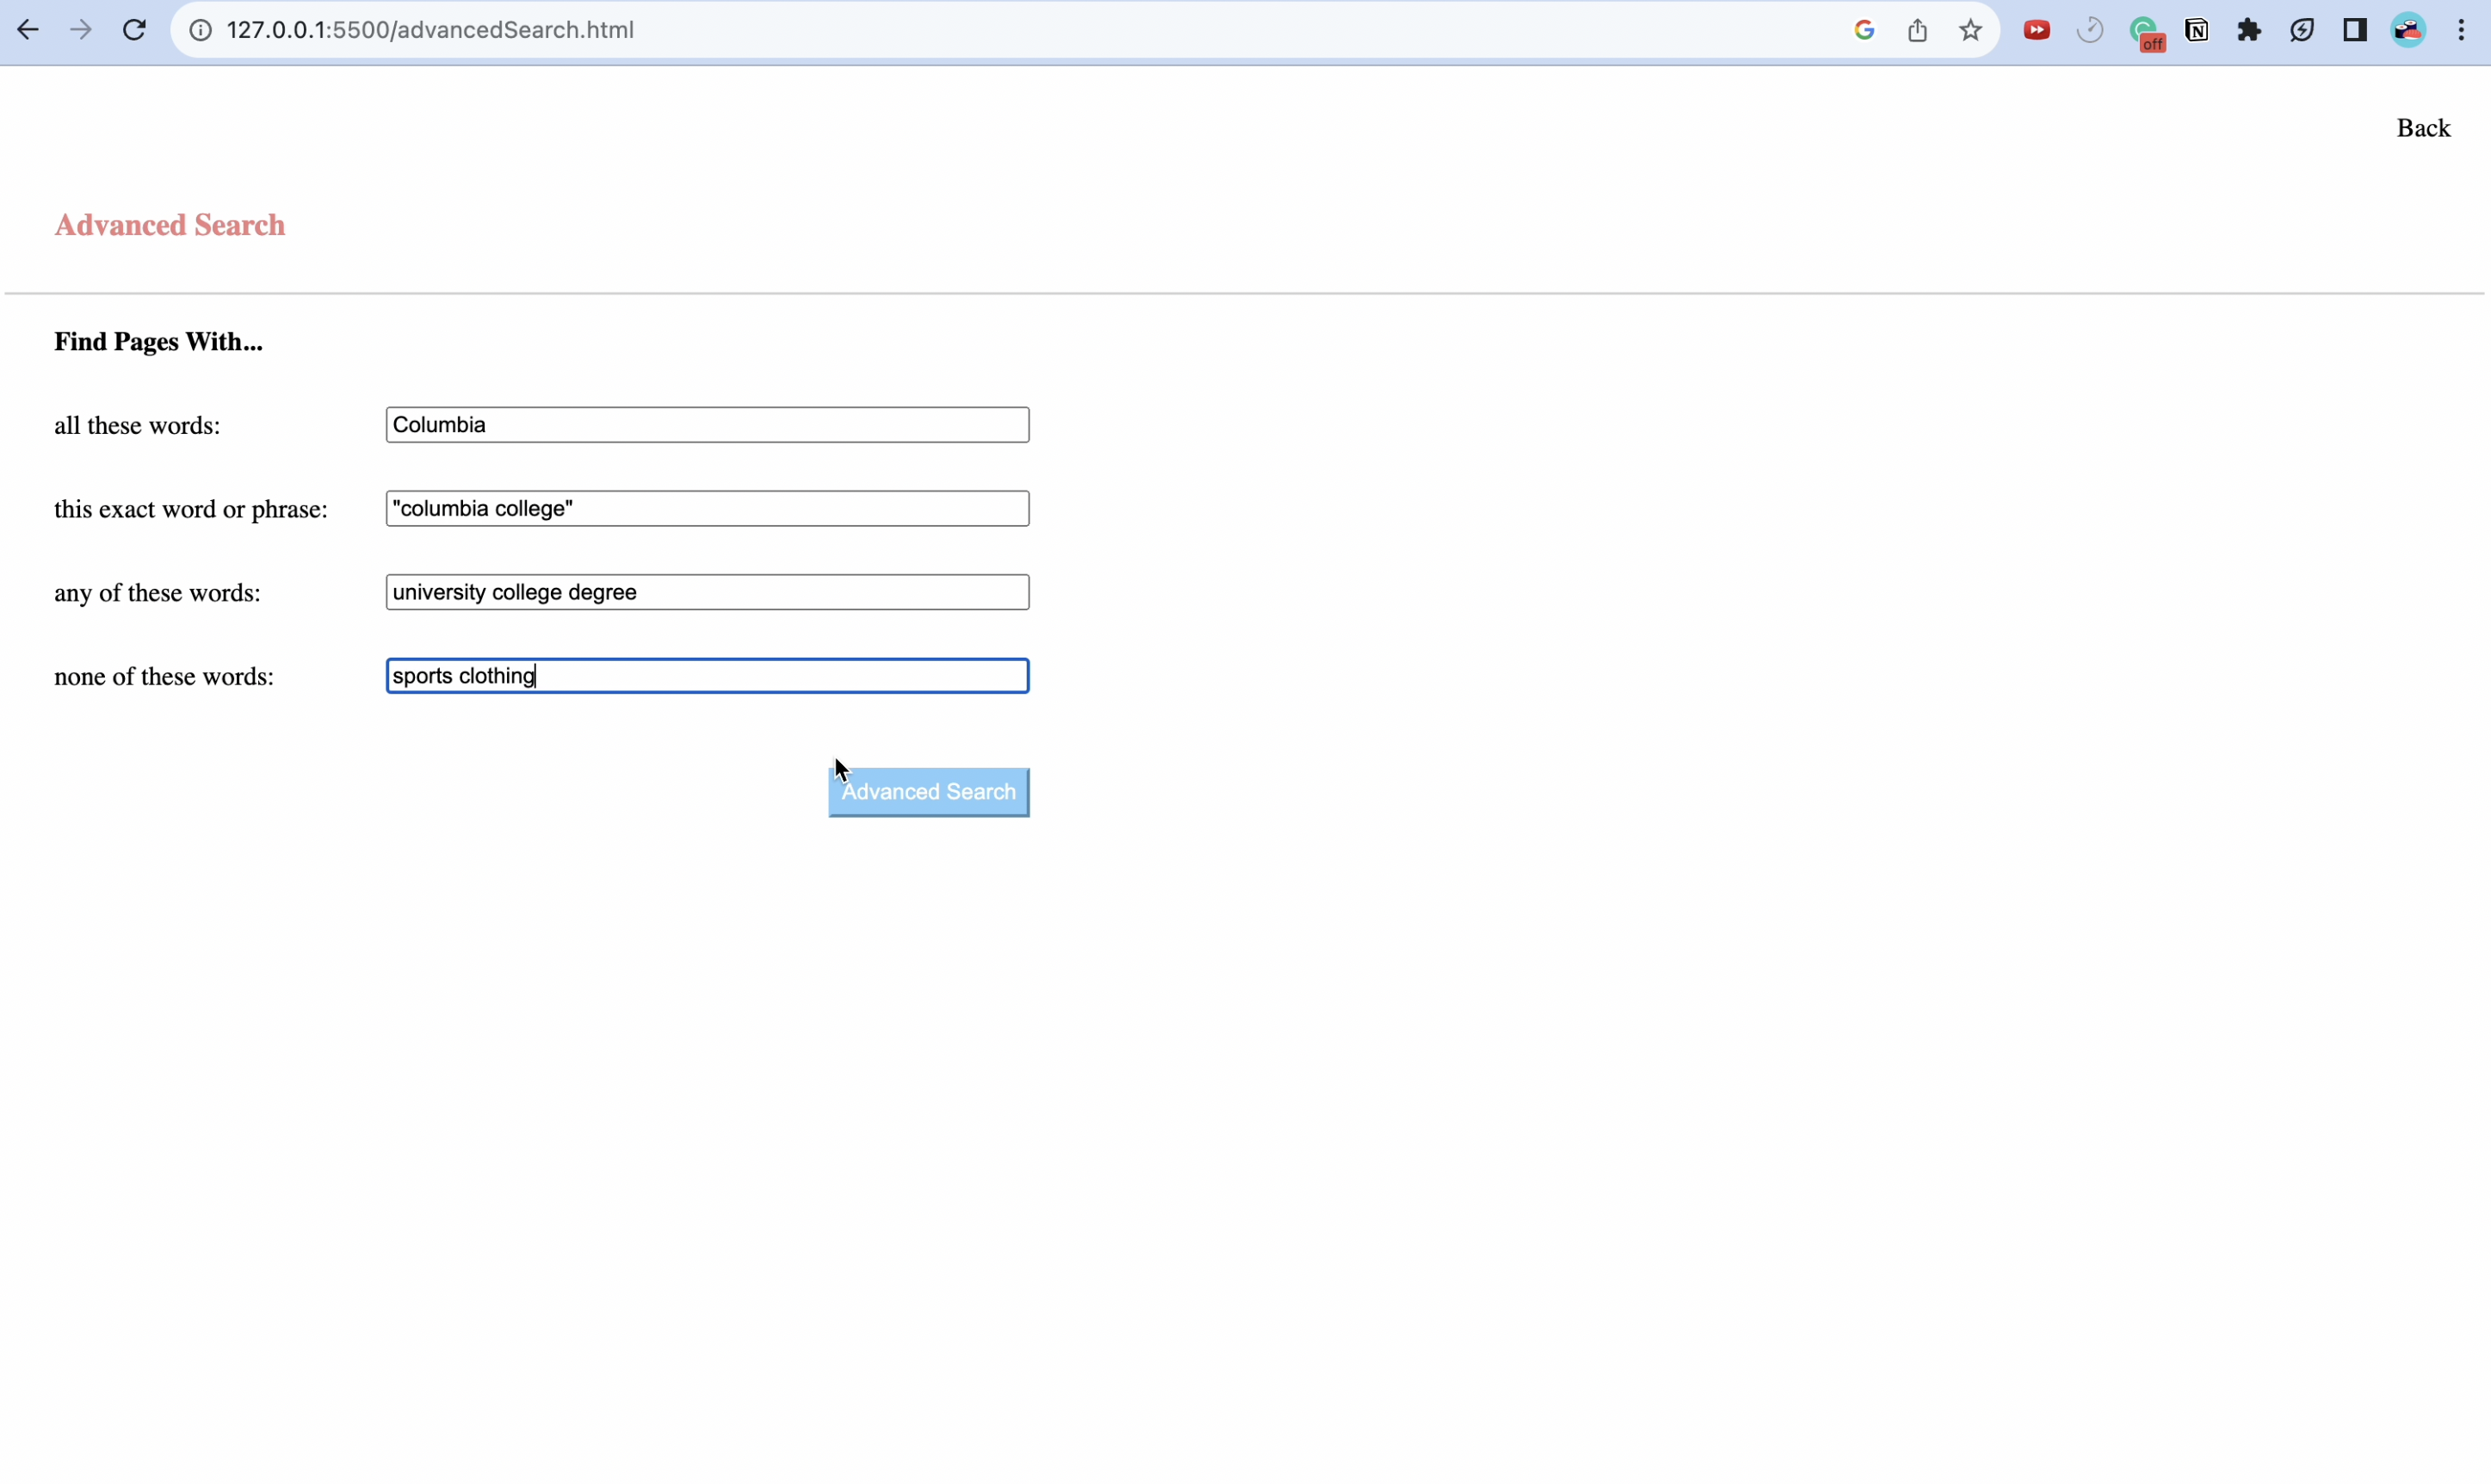 127.0.0.1:5500/advancedSearch.html
off
Back
Advanced Search
Find Pages With...
all these words: Columbia
this exact word or phrase: "columbia college"
any of these words: university college degree
none of these words: sports clothing
Advanced Search